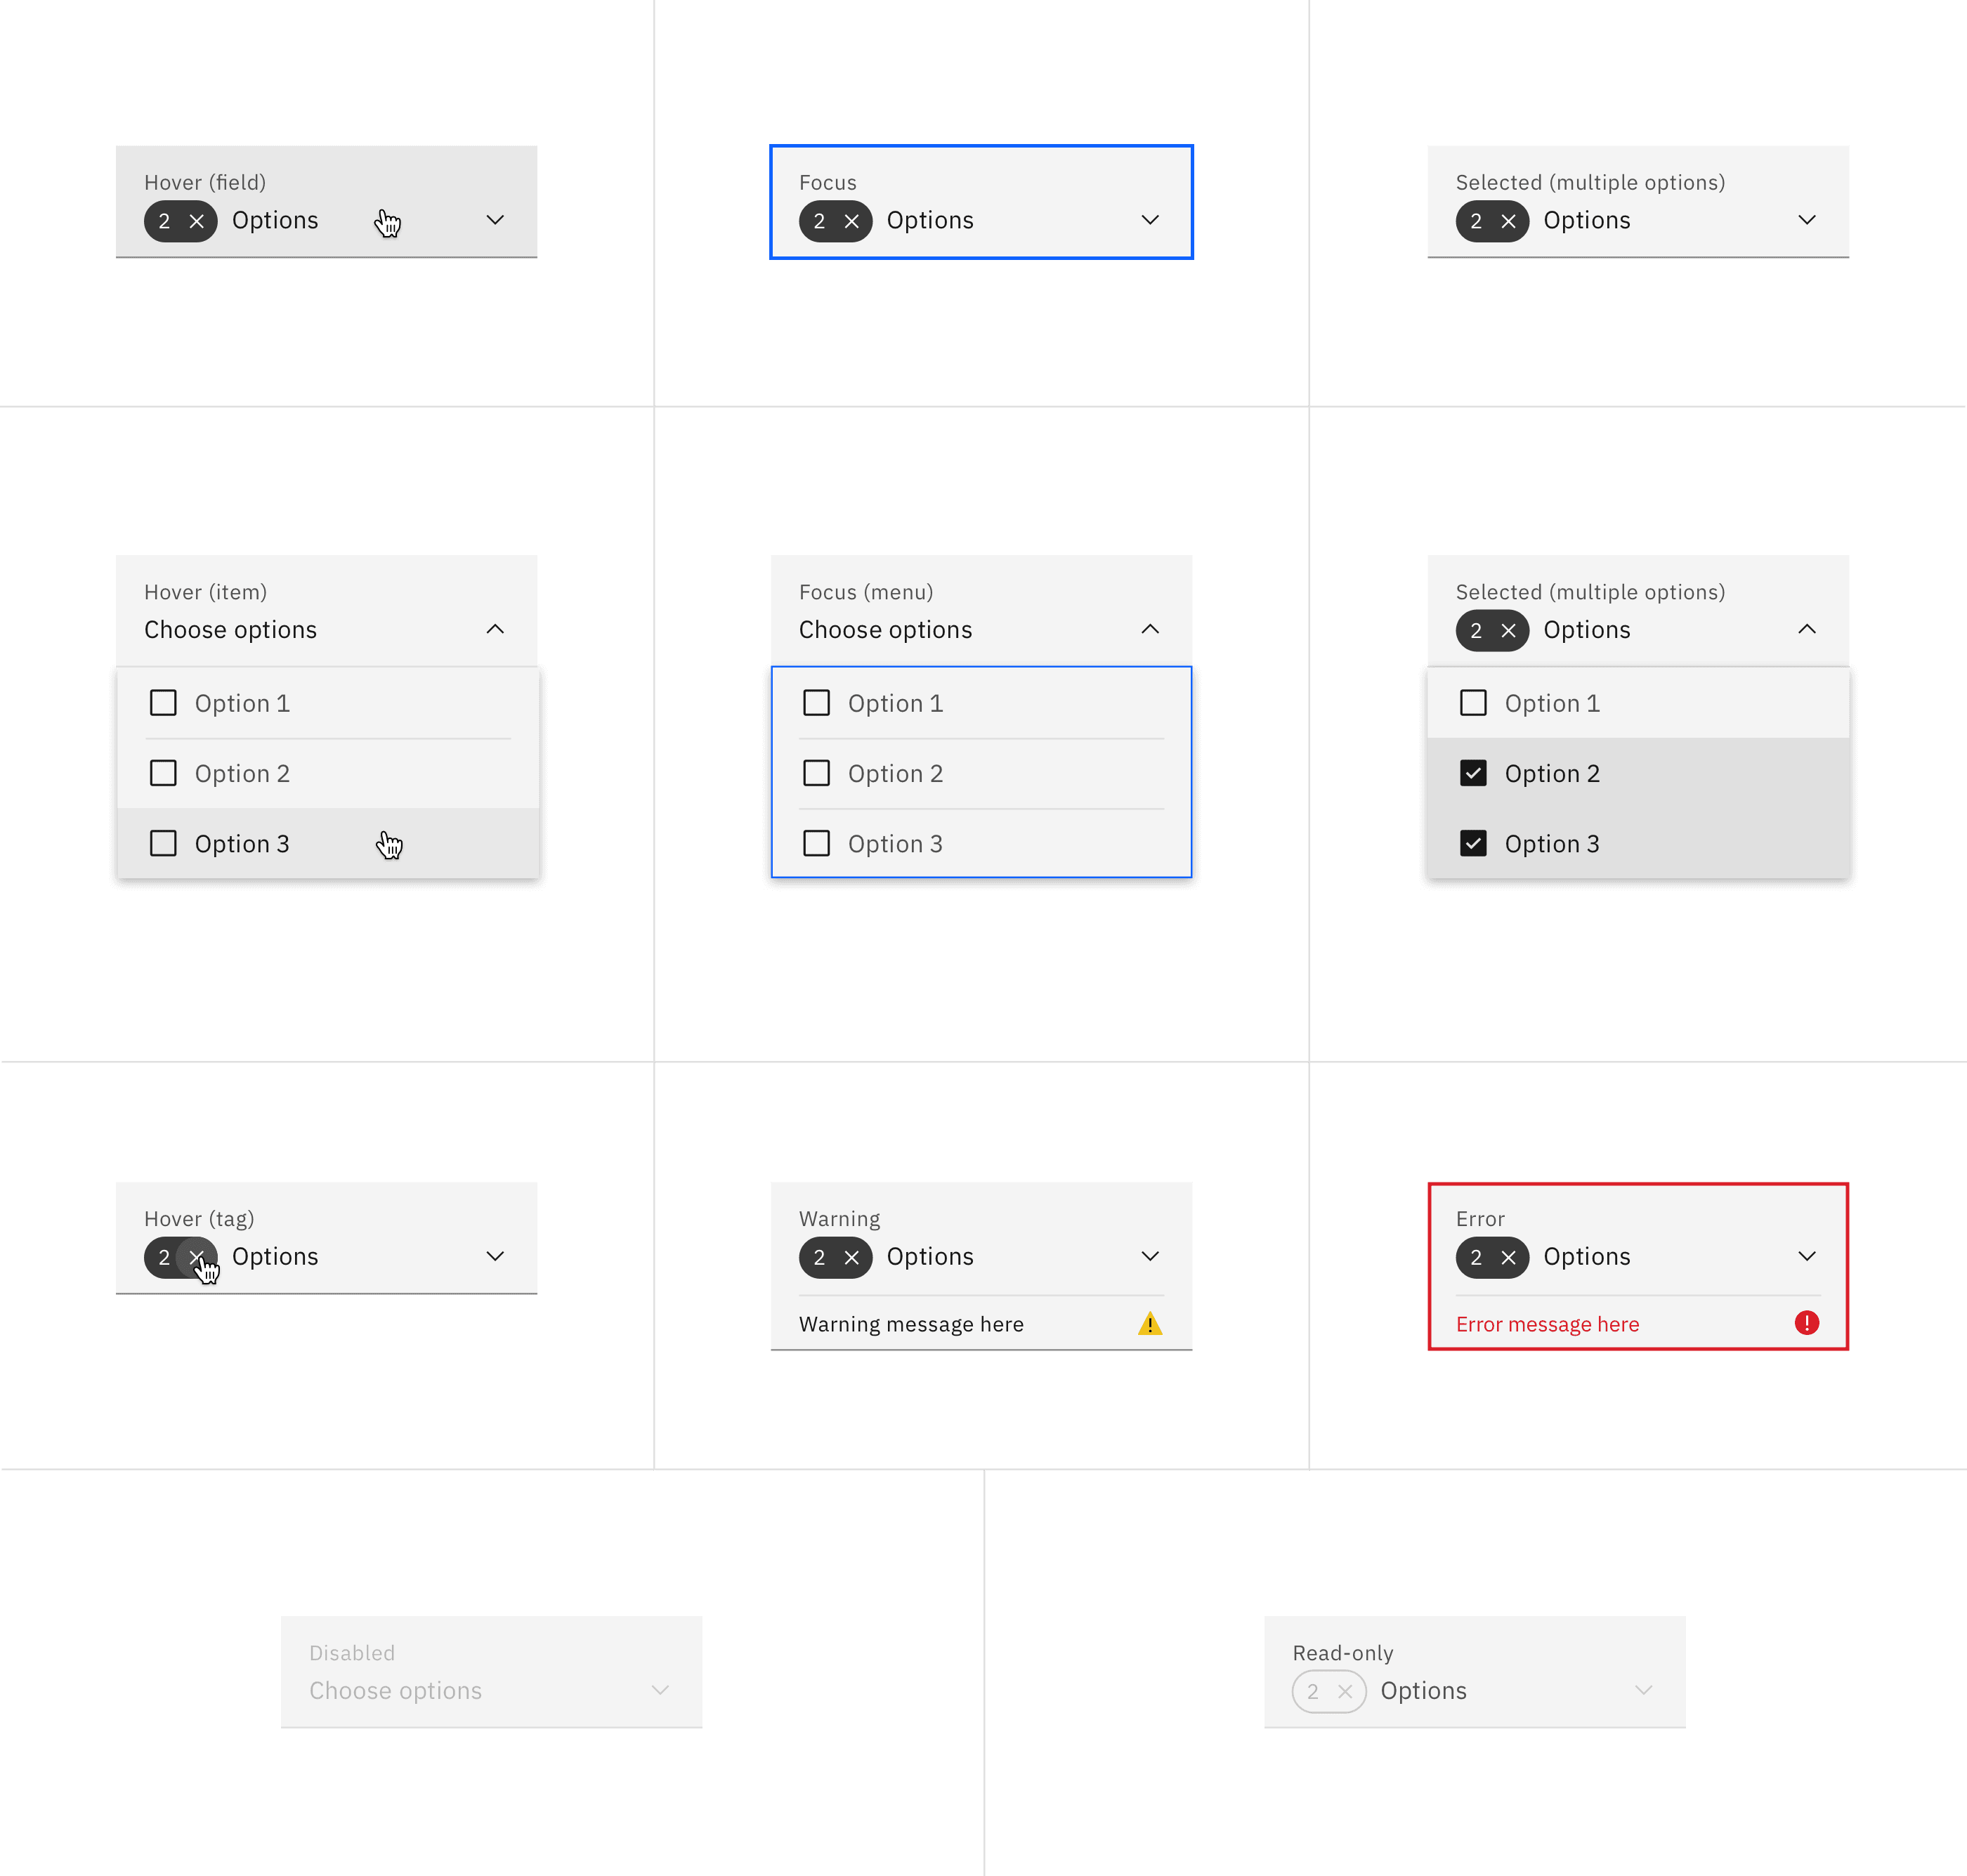 Hover (field)
2 Options
Focus
2 Options
Selected (multiple options)
2 Options
Hover (item)
Choose options
Option 1
Option 2
Option 3
Focus (menu)
Choose options
Option 1
Option 2
Option 3
Selected (multiple options)
2 Options
Option 1
Option 2
Option 3
Hover (tag)
2 Options
Warning
2 Options
Warning message here
Error
2 Options
Error message here
Disabled
Choose options
Read-only
2 Options